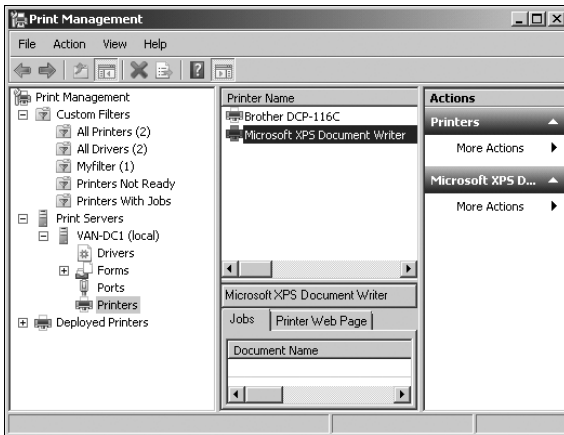 Print Management
File Action View Help
Print Management
Custom Filters
All Printers (2)
All Drivers (2)
Myfilter (1)
Printers Not Ready
Printers With Jobs
Print Servers
VAN-DC1 (local)
Drivers
Forms
Ports
Printers
Deployed Printers
Printer Name
Brother DCP-116C
Microsoft XPS Document Writer
Microsoft XPS Document Writer
Jobs Printer Web Page
Document Name
Actions
Printers
More Actions
Microsoft XPS D...
More Actions